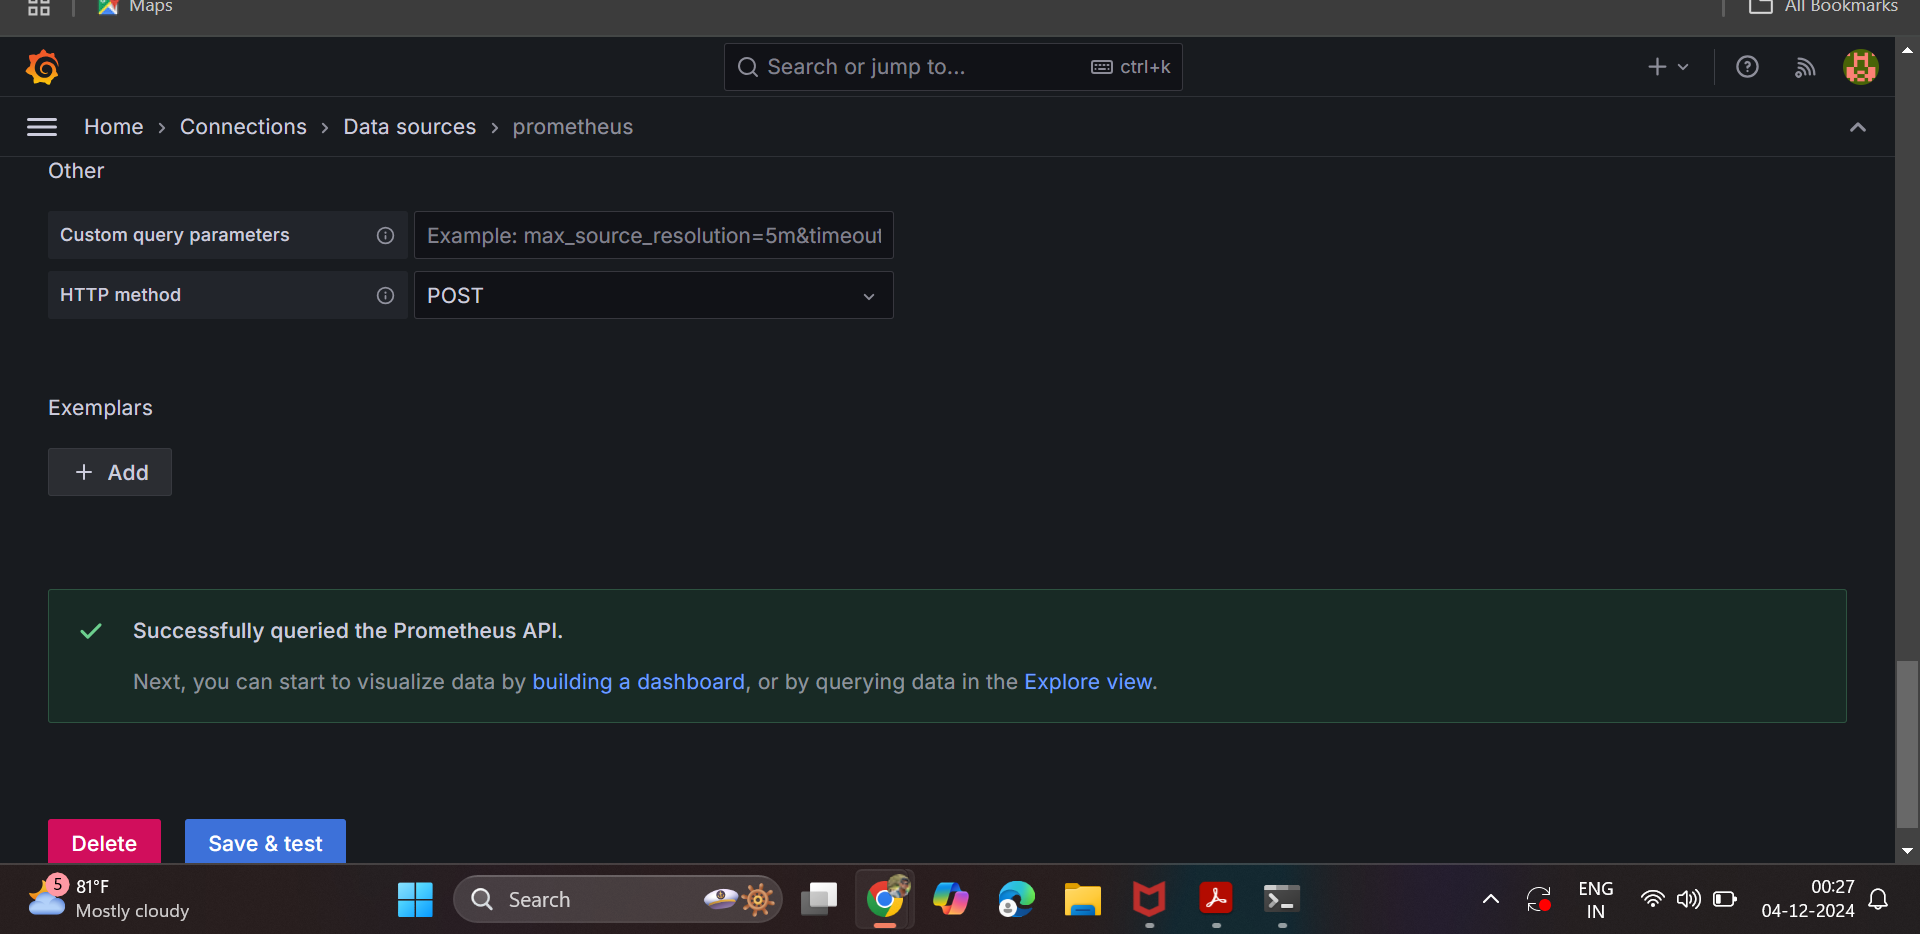 Maps
All Bookmarks
Search or jump to...
ctrl+k
Home › Connections › Data sources › prometheus
Other
Custom query parameters
Example: max_source_resolution=5m&timeout
HTTP method
POST
Exemplars
+ Add
Successfully queried the Prometheus API.
Next, you can start to visualize data by building a dashboard, or by querying data in the Explore view.
Delete
Save & test
5
81°F
Mostly cloudy
Search
ENG
IN
00:27
04-12-2024